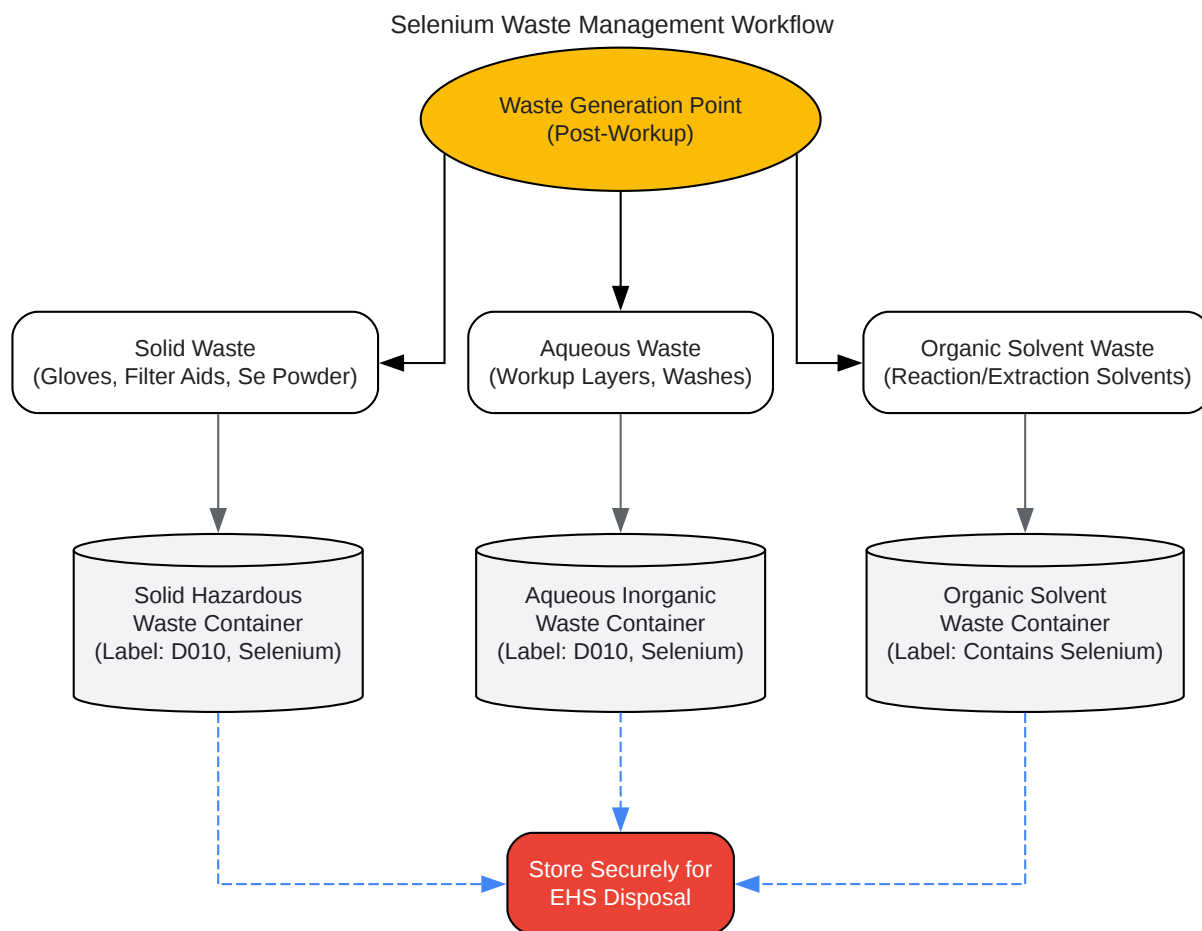 Selenium Waste Management Workflow
Waste Generation Point
(Post-Workup)
Solid Waste
(Gloves, Filter Aids, Se Powder)
Aqueous Waste
(Workup Layers, Washes)
Organic Solvent Waste
(Reaction/Extraction Solvents)
Solid Hazardous
Waste Container
(Label: D010, Selenium)
Aqueous Inorganic
Waste Container
(Label: D010, Selenium)
Organic Solvent
Waste Container
(Label: Contains Selenium)
Store Securely for
EHS Disposal